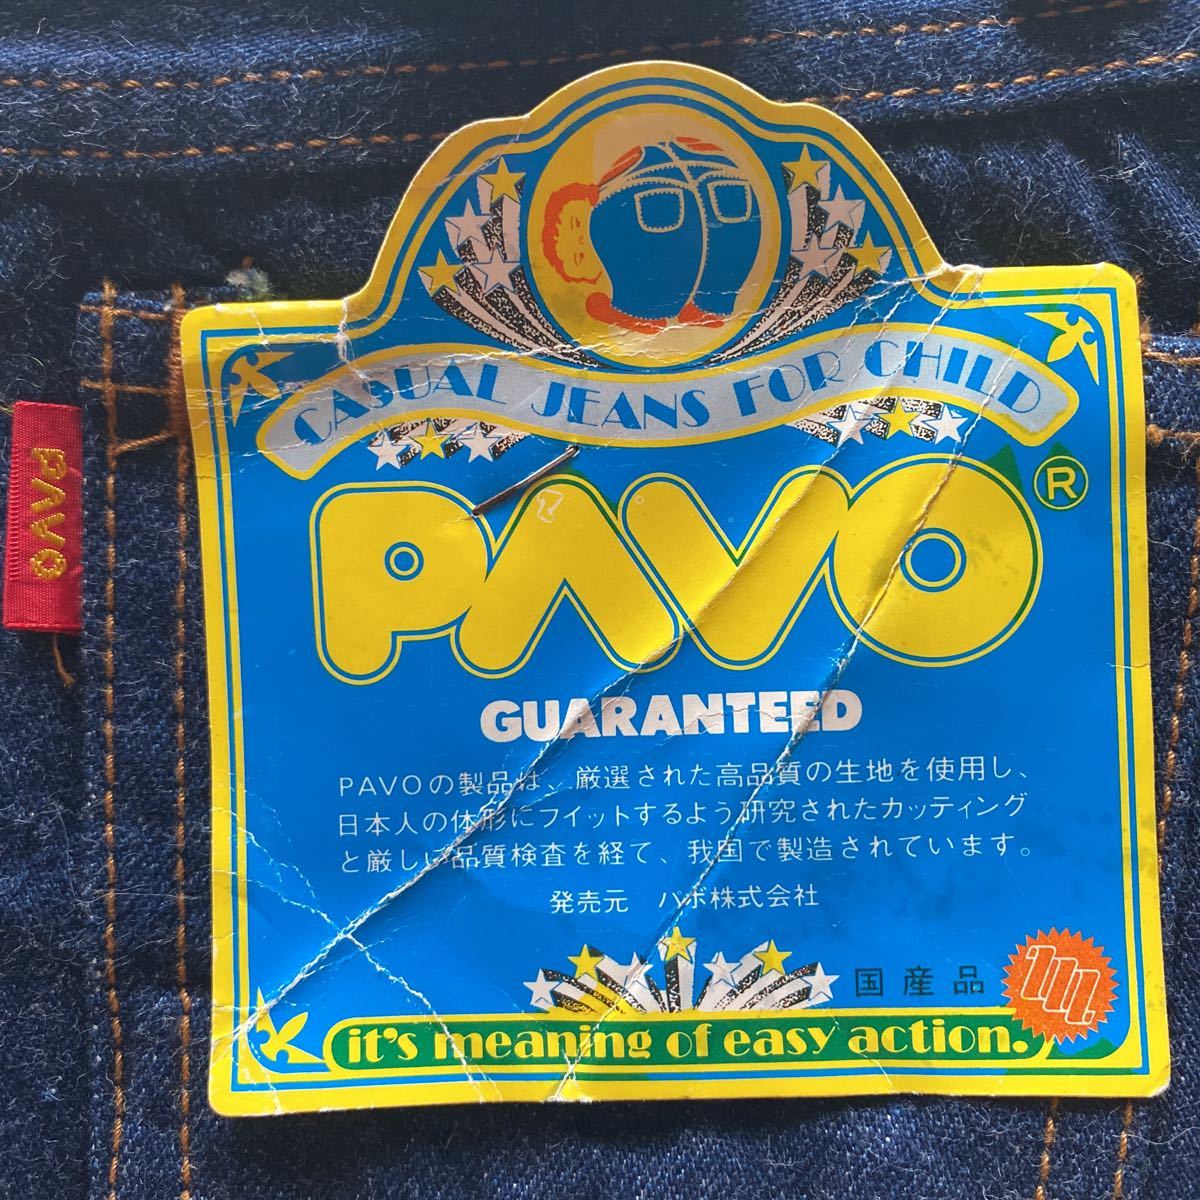 CASUAL JEANS FOR CHILD
PAVO®
PAVO
GUARANTEED
PAVOの製品は、厳選された高品質の生地を使用し、
日本人の体形にフイットするよう研究されたカッティング
と厳しい品質検査を経て、我国で製造されています。
発売元 パボ株式会社
国産品
it's meaning of easy action.